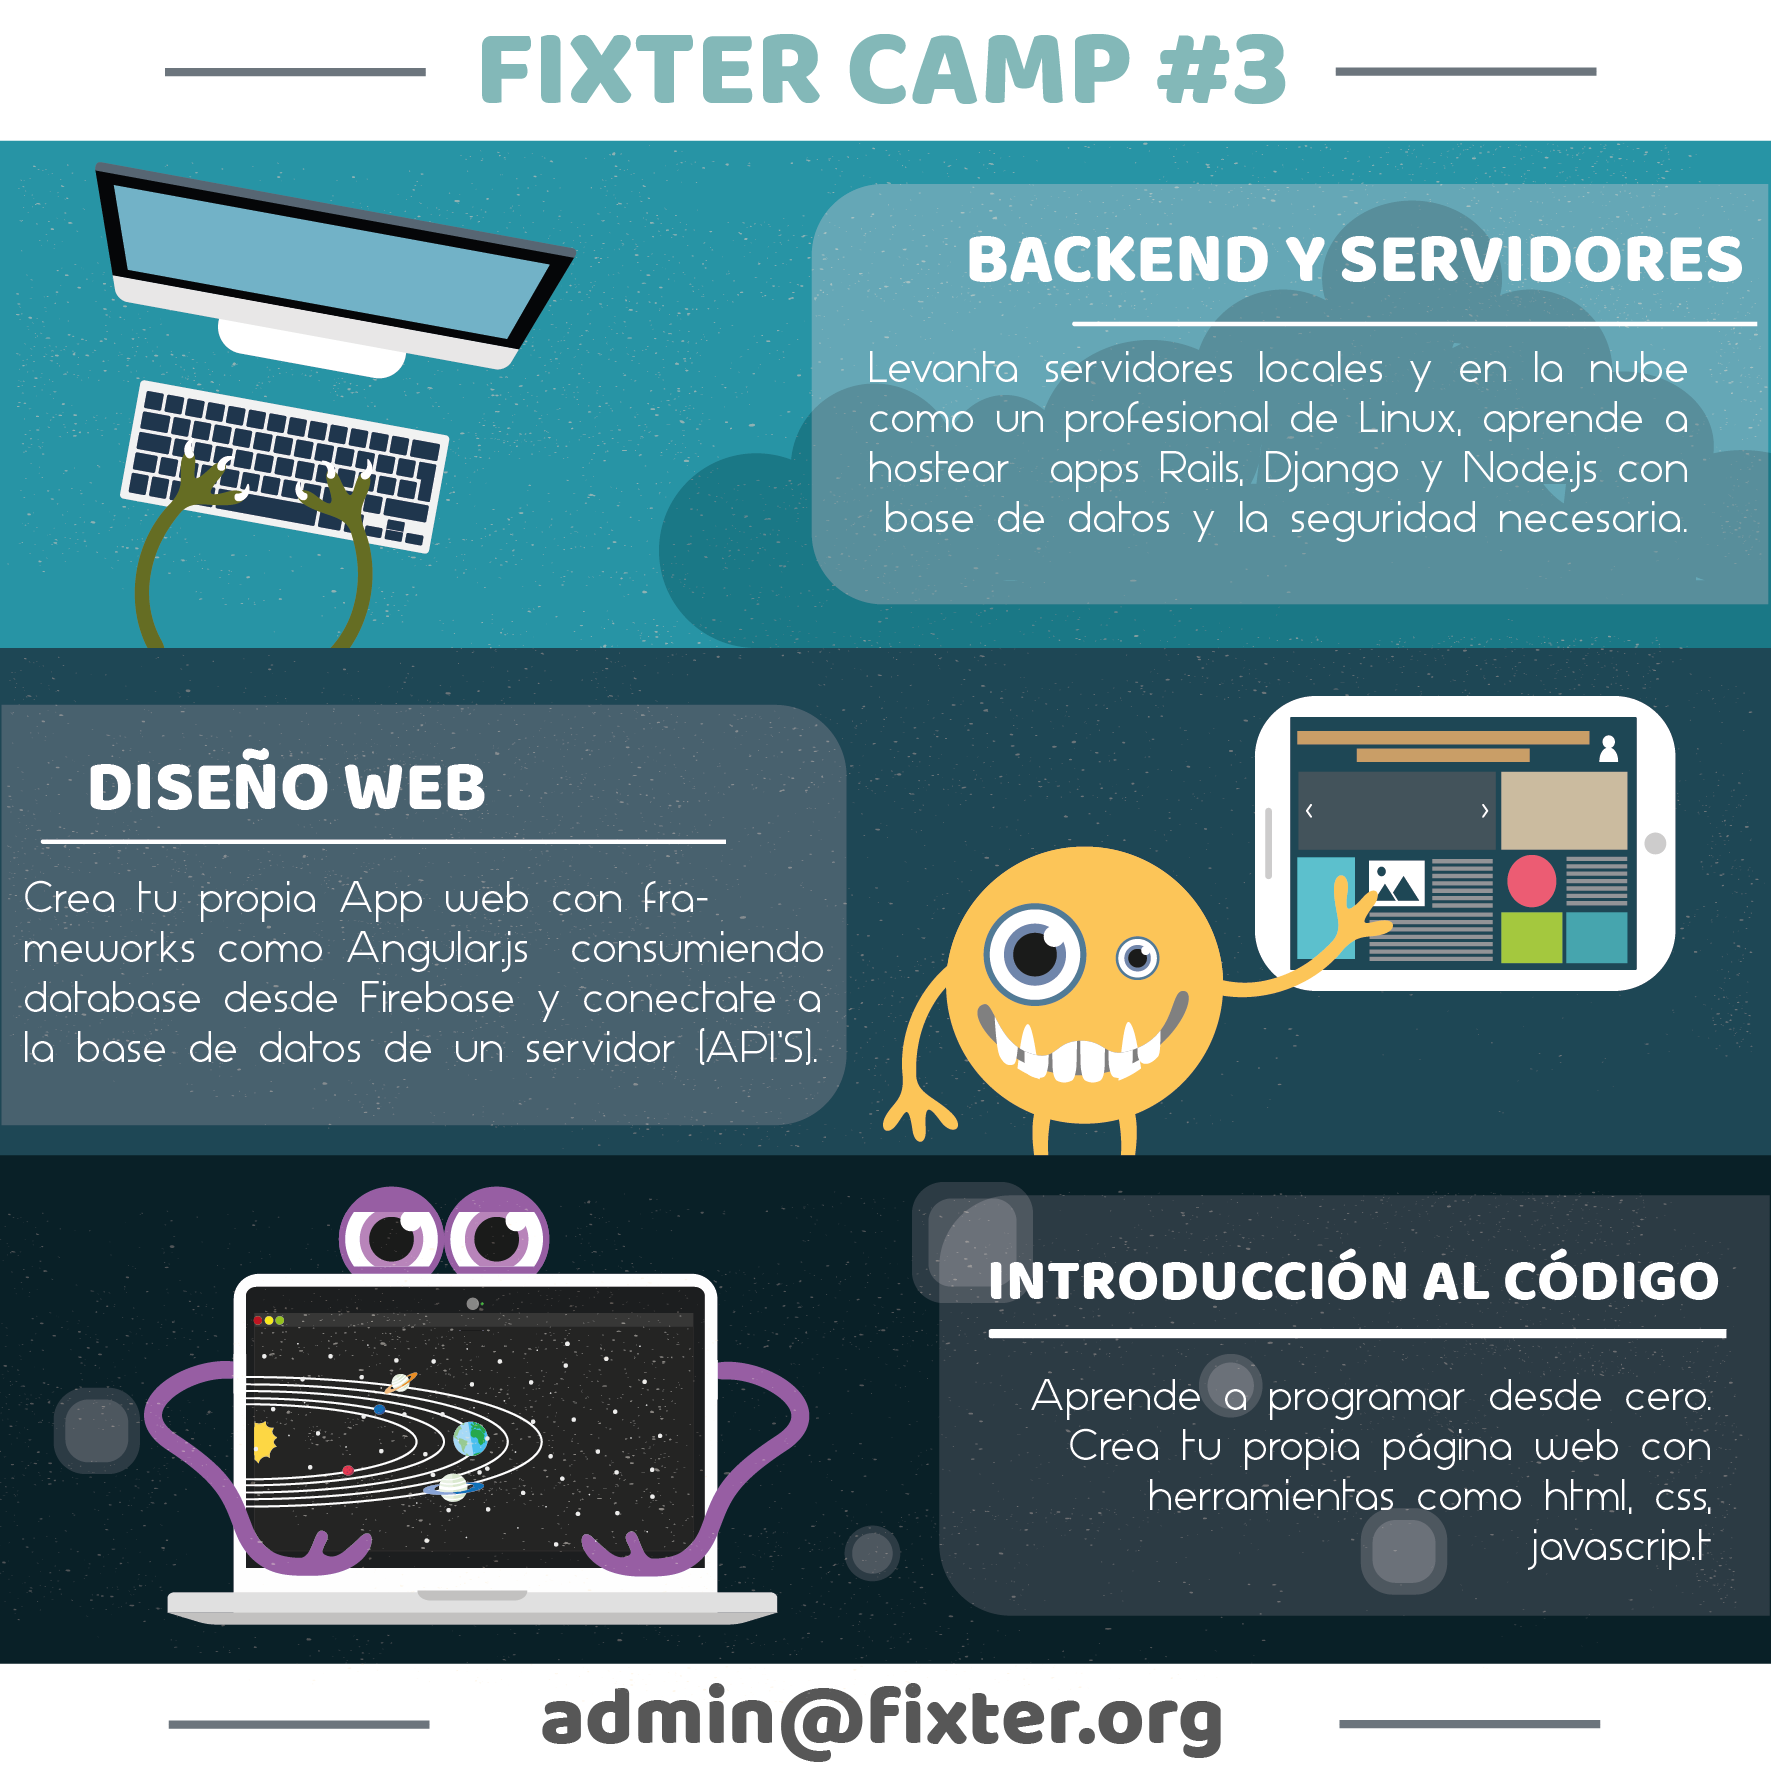 FIXTER CAMP #3
BACKEND Y SERVIDORES
Levanta servidores locales y en la nube
como un profesional de Linux, aprende a
hostear apps Rails, Django y Node.js con
base de datos y la seguridad necesaria.
DISEÑO WEB
Crea tu propia App web con fra-
meworks como Angular.js consumiendo
database desde Firebase y conectate a
la base de datos de un servidor (API'S).
INTRODUCCIÓN AL CÓDIGO
Aprende a programar desde cero.
Crea tu propia página web con
herramientas como html, css,
javascrip.t
admin@fixter.org